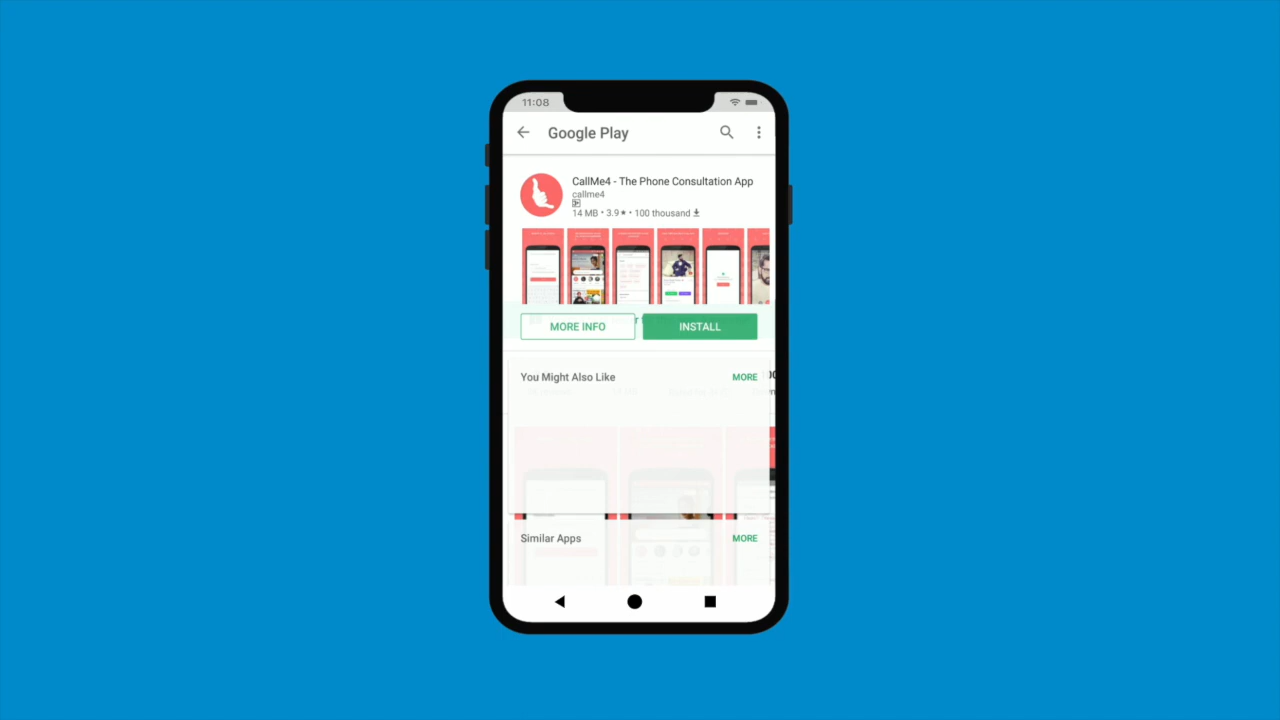 11:08
Google Play
CallMe4 - The Phone Consultation App
callme4
3+
14 MB • 3.9 ★ • 100 thousand
MORE INFO
INSTALL
You Might Also Like
MORE
Similar Apps
MORE